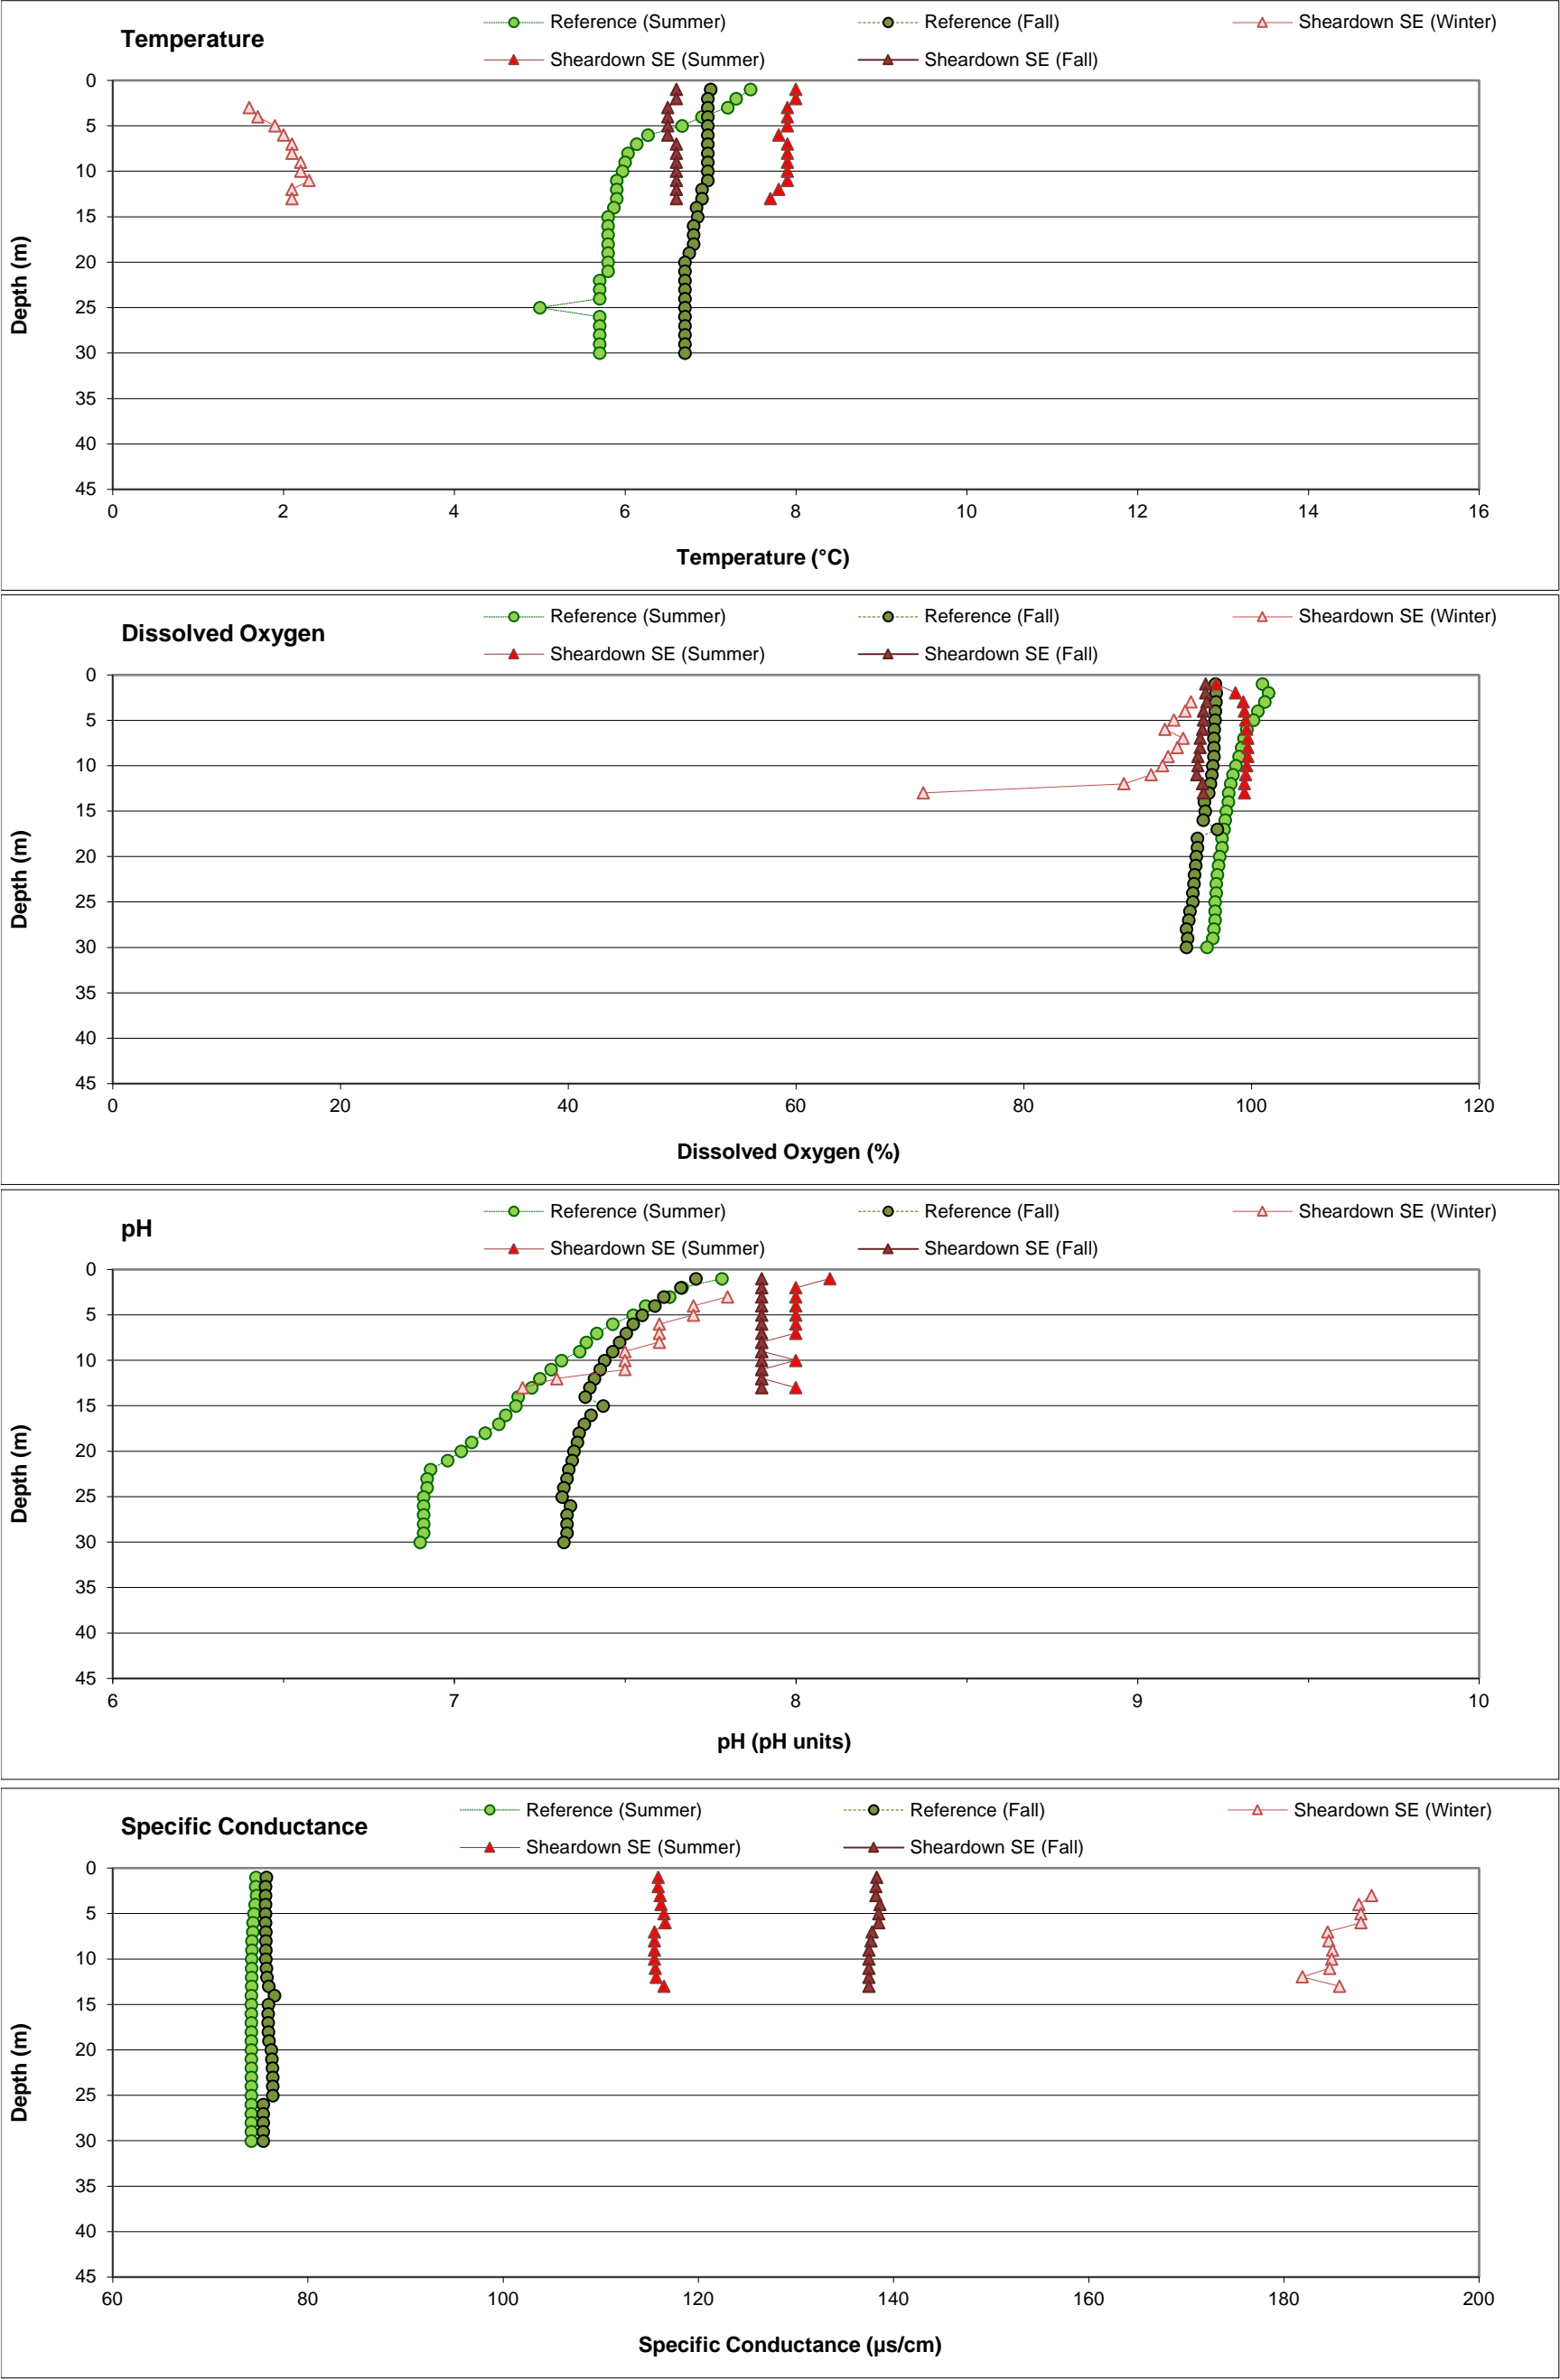 Temperature
Reference (Summer) Reference (Fall) Sheardown SE (Winter)
Sheardown SE (Summer) Sheardown SE (Fall)
0
5
10
15
20
25
30
35
40
45
Depth (m)
0 2 4 6 8 10 12 14 16
Temperature (°C)
Dissolved Oxygen
Reference (Summer) Reference (Fall) Sheardown SE (Winter)
Sheardown SE (Summer) Sheardown SE (Fall)
0
5
10
15
20
25
30
35
40
45
Depth (m)
0 20 40 60 80 100 120
Dissolved Oxygen (%)
pH
Reference (Summer) Reference (Fall) Sheardown SE (Winter)
Sheardown SE (Summer) Sheardown SE (Fall)
0
5
10
15
20
25
30
35
40
45
Depth (m)
6 7 8 9 10
pH (pH units)
Specific Conductance
Reference (Summer) Reference (Fall) Sheardown SE (Winter)
Sheardown SE (Summer) Sheardown SE (Fall)
0
5
10
15
20
25
30
35
40
45
Depth (m)
60 80 100 120 140 160 180 200
Specific Conductance (µs/cm)